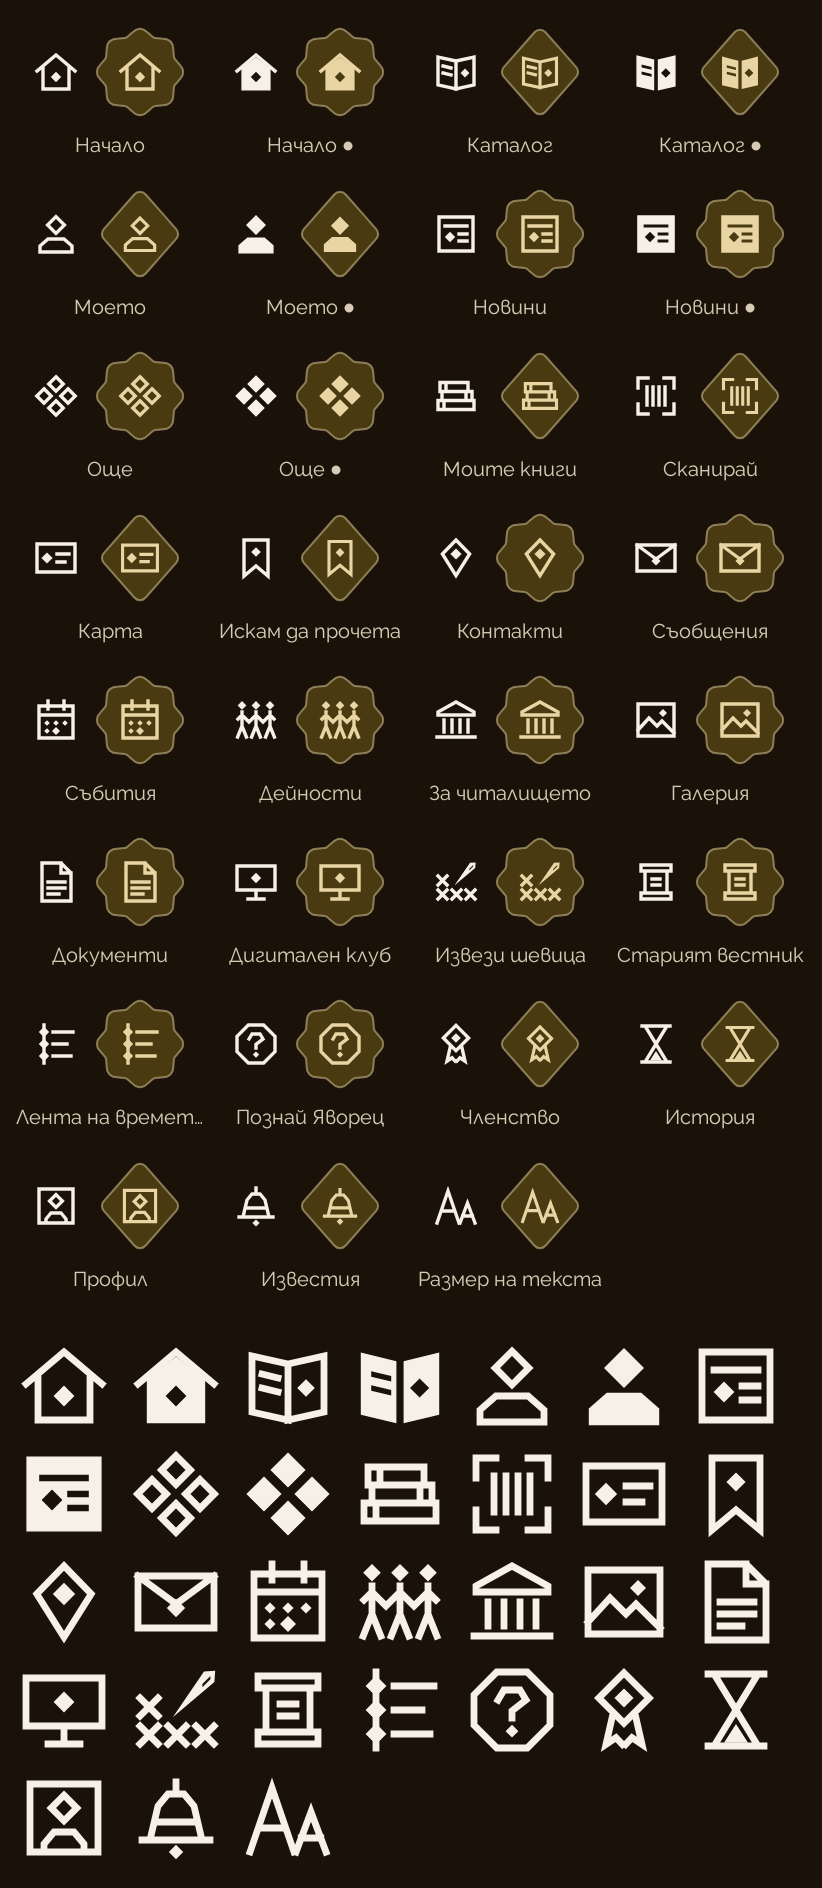 Начало
Начало •
Каталог
Каталог •
Моето
Моето •
Новини
Новини •
Още
Още •
Моите книги
Сканирай
Карта
Искам да прочета
Контакти
Съобщения
Събития
Дейности
За читалището
Галерия
Документи
Дигитален клуб
Извези шевица
Старият вестник
Лента на времет...
Познай Яворец
Членство
История
Профил
Известия
Размер на текста